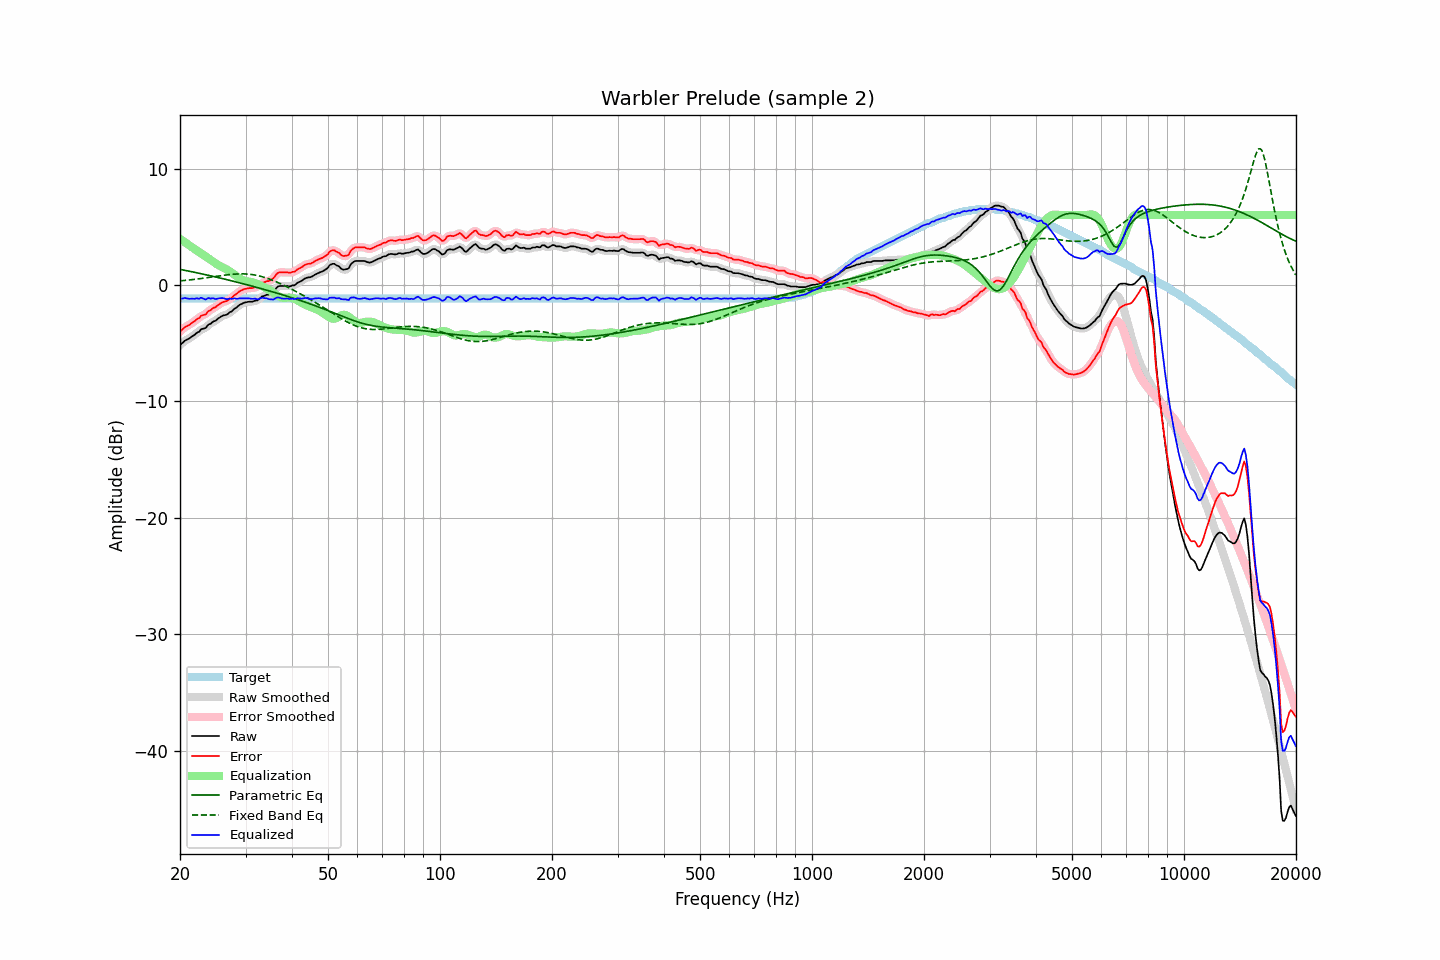 Warbler Prelude (sample 2)
Amplitude (dBr)
10
0
−10
−20
−30
−40
Target
Raw Smoothed
Error Smoothed
Raw
Error
Equalization
Parametric Eq
Fixed Band Eq
Equalized
20 50 100 200 500 1000 2000 5000 10000 20000
Frequency (Hz)